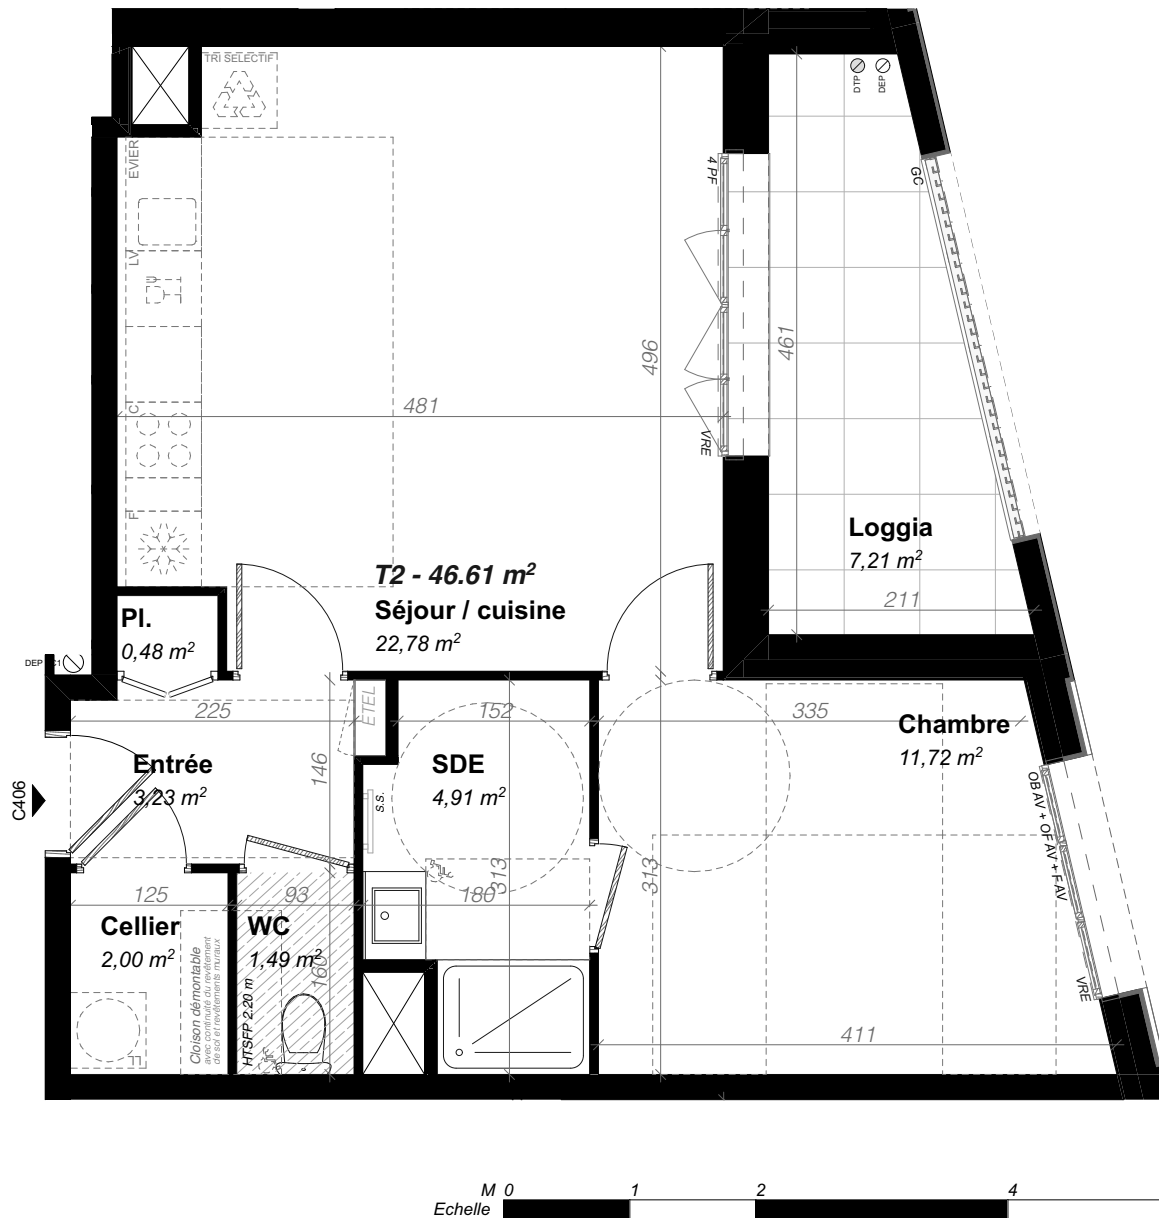 TRI SELECTIF
DTP
DEP
EVIER
4 PF
GC
LV
496
461
481
C
VRE
F
Loggia
7,21 m²
T2 - 46.61 m²
Séjour / cuisine
22,78 m²
211
Pl.
0,48 m²
DEP
225
ETEL
152
335
Chambre
11,72 m²
Entrée
3,23 m²
146
SDE
4,91 m²
s.s.
C406
OB AV + OF AV + F AV
313
313
125
93
180
Cellier
2,00 m²
WC
1,49 m²
160
Cloison démontable
avec continuité du revêtement
de sol et revêtements muraux
HTSFP 2.20 m
VRE
411
M 0 1 2 4
Echelle